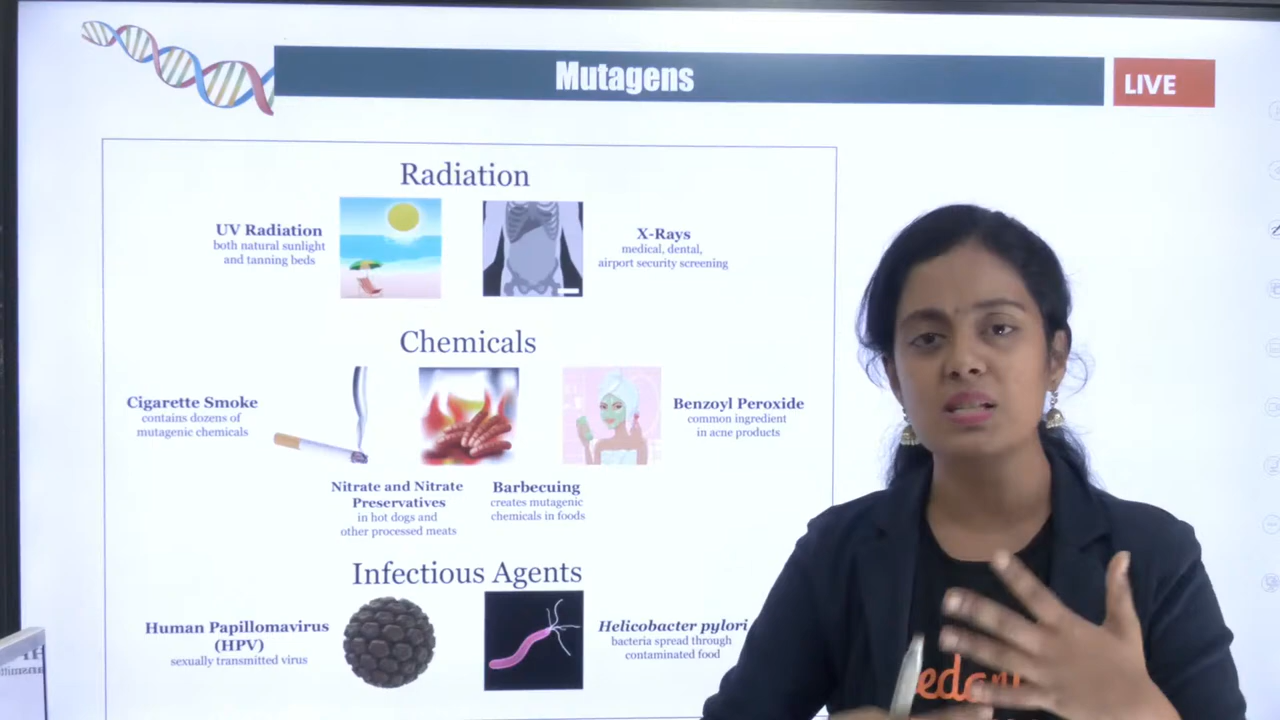 Mutagens
LIVE
Radiation
UV Radiation
both natural sunlight
and tanning beds
X-Rays
medical, dental,
airport security screening
Chemicals
Cigarette Smoke
contains dozens of
mutagenic chemicals
Benzoyl Peroxide
common ingredient
in acne products
Nitrate and Nitrate
Preservatives
in hot dogs and
other processed meats
Barbecuing
creates mutagenic
chemicals in foods
Infectious Agents
Human Papillomavirus
(HPV)
sexually transmitted virus
Helicobacter pylori
bacteria spread through
contaminated food